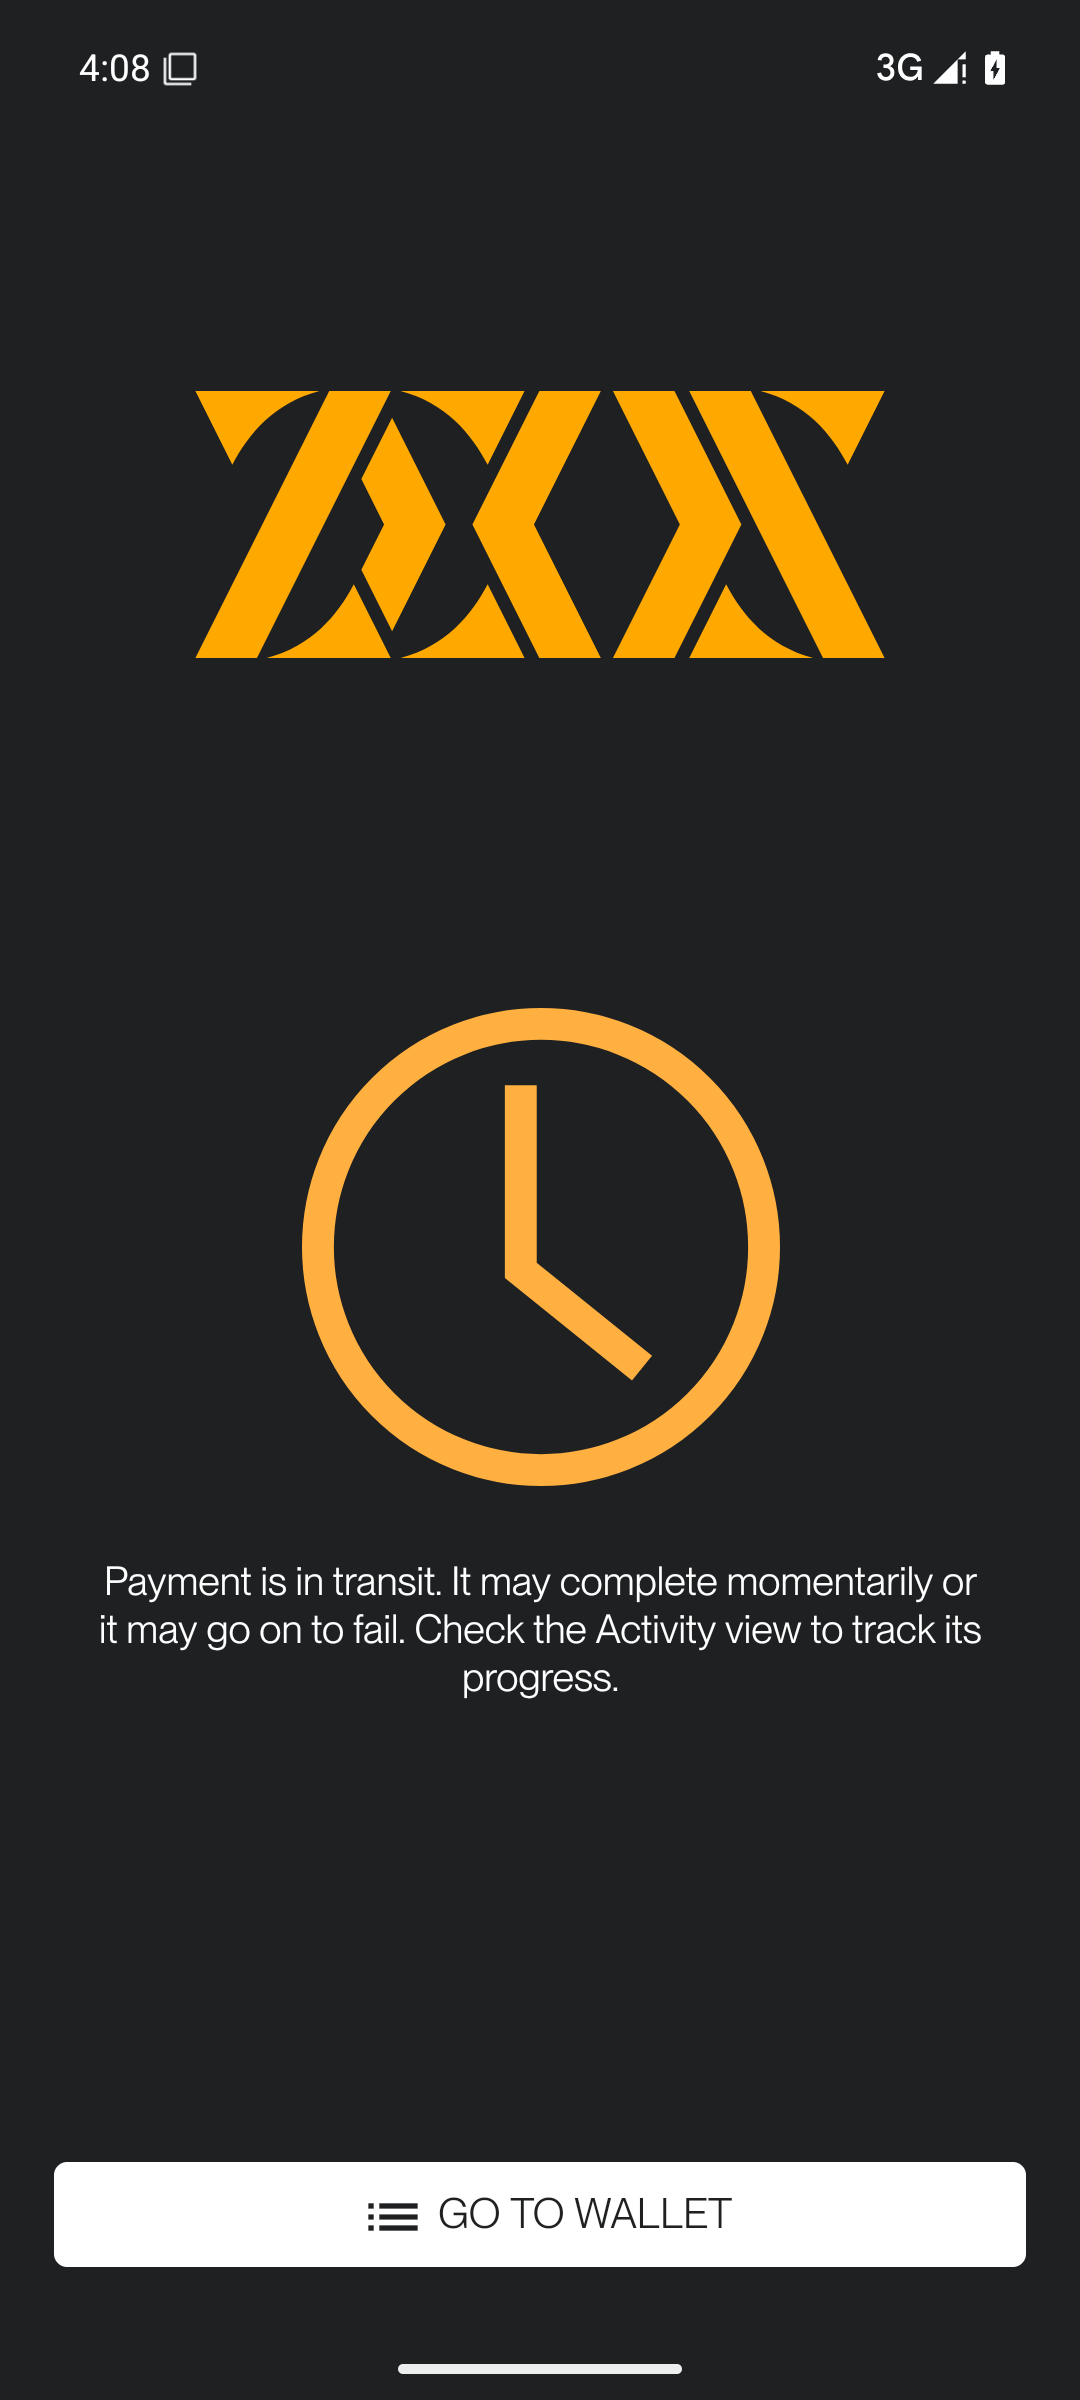 4:08
3G
Payment is in transit. It may complete momentarily or
it may go on to fail. Check the Activity view to track its
progress.
GO TO WALLET